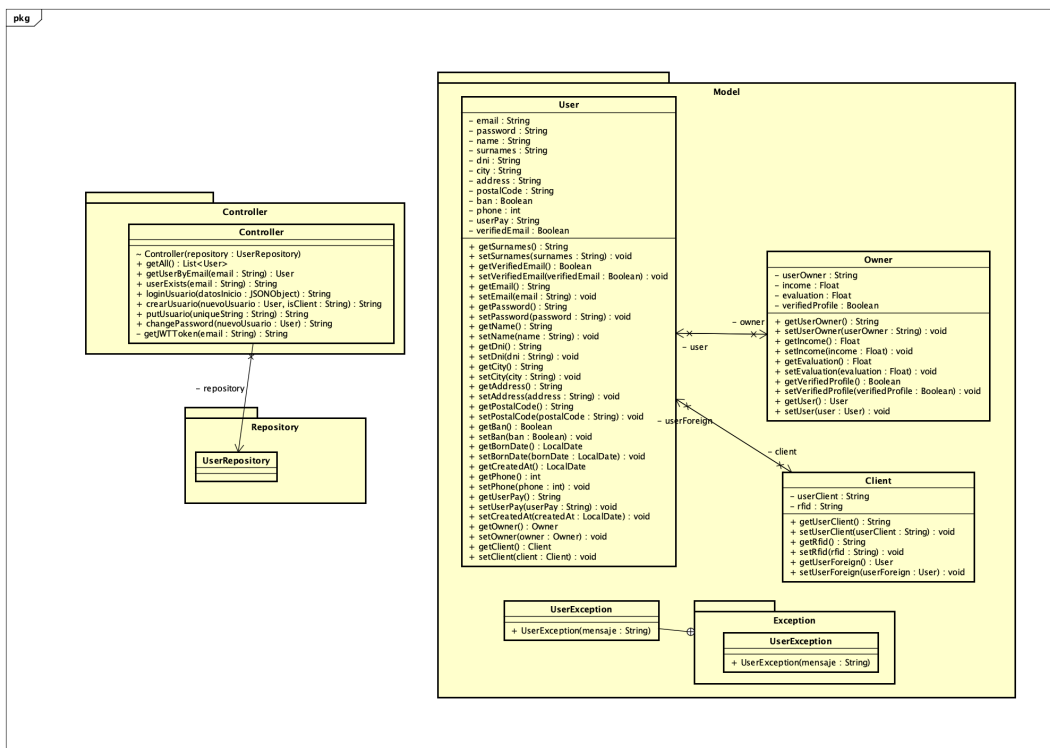 pkg
Model
User
– email : String
– password : String
– name : String
– surnames : String
– dni : String
– city : String
– address : String
– postalCode : String
– ban : Boolean
– phone : int
– userPay : String
– verifiedEmail : Boolean
+ getSurnames() : String
+ setSurnames(surnames : String) : void
+ getVerifiedEmail() : Boolean
+ setVerifiedEmail(verifiedEmail : Boolean) : void
+ getEmail() : String
+ setEmail(email : String) : void
+ getPassword() : String
+ setPassword(password : String) : void
+ getName() : String
+ setName(name : String) : void
+ getDni() : String
+ setDni(dni : String) : void
+ getCity() : String
+ setCity(city : String) : void
+ getAddress() : String
+ setAddress(address : String) : void
+ getPostalCode() : String
+ setPostalCode(postalCode : String) : void
+ getBan() : Boolean
+ setBan(ban : Boolean) : void
+ getBornDate() : LocalDate
+ setBornDate(bornDate : LocalDate) : void
+ getCreatedAt() : LocalDate
+ getPhone() : int
+ setPhone(phone : int) : void
+ getUserPay() : String
+ setUserPay(userPay : String) : void
+ setCreatedAt(createdAt : LocalDate) : void
+ getOwner() : Owner
+ setOwner(owner : Owner) : void
+ getClient() : Client
+ setClient(client : Client) : void
Controller
Controller
~ Controller(repository : UserRepository)
+ getAll() : List<User>
+ getUserByEmail(email : String) : User
+ userExists(email : String) : String
+ loginUsuario(datosInicio : JSONObject) : String
+ crearUsuario(nuevoUsuario : User, isClient : String) : String
+ putUsuario(uniqueString : String) : String
+ changePassword(nuevoUsuario : User) : String
– getJWTToken(email : String) : String
– repository
Repository
UserRepository
Owner
– userOwner : String
– income : Float
– evaluation : Float
– verifiedProfile : Boolean
+ getUserOwner() : String
+ setUserOwner(userOwner : String) : void
+ getIncome() : Float
+ setIncome(income : Float) : void
+ getEvaluation() : Float
+ setEvaluation(evaluation : Float) : void
+ getVerifiedProfile() : Boolean
+ setVerifiedProfile(verifiedProfile : Boolean) : void
+ getUser() : User
+ setUser(user : User) : void
– owner
– user
– userForeign
– client
Client
– userClient : String
– rfid : String
+ getUserClient() : String
+ setUserClient(userClient : String) : void
+ getRfid() : String
+ setRfid(rfid : String) : void
+ getUserForeign() : User
+ setUserForeign(userForeign : User) : void
UserException
+ UserException(mensaje : String)
Exception
UserException
+ UserException(mensaje : String)